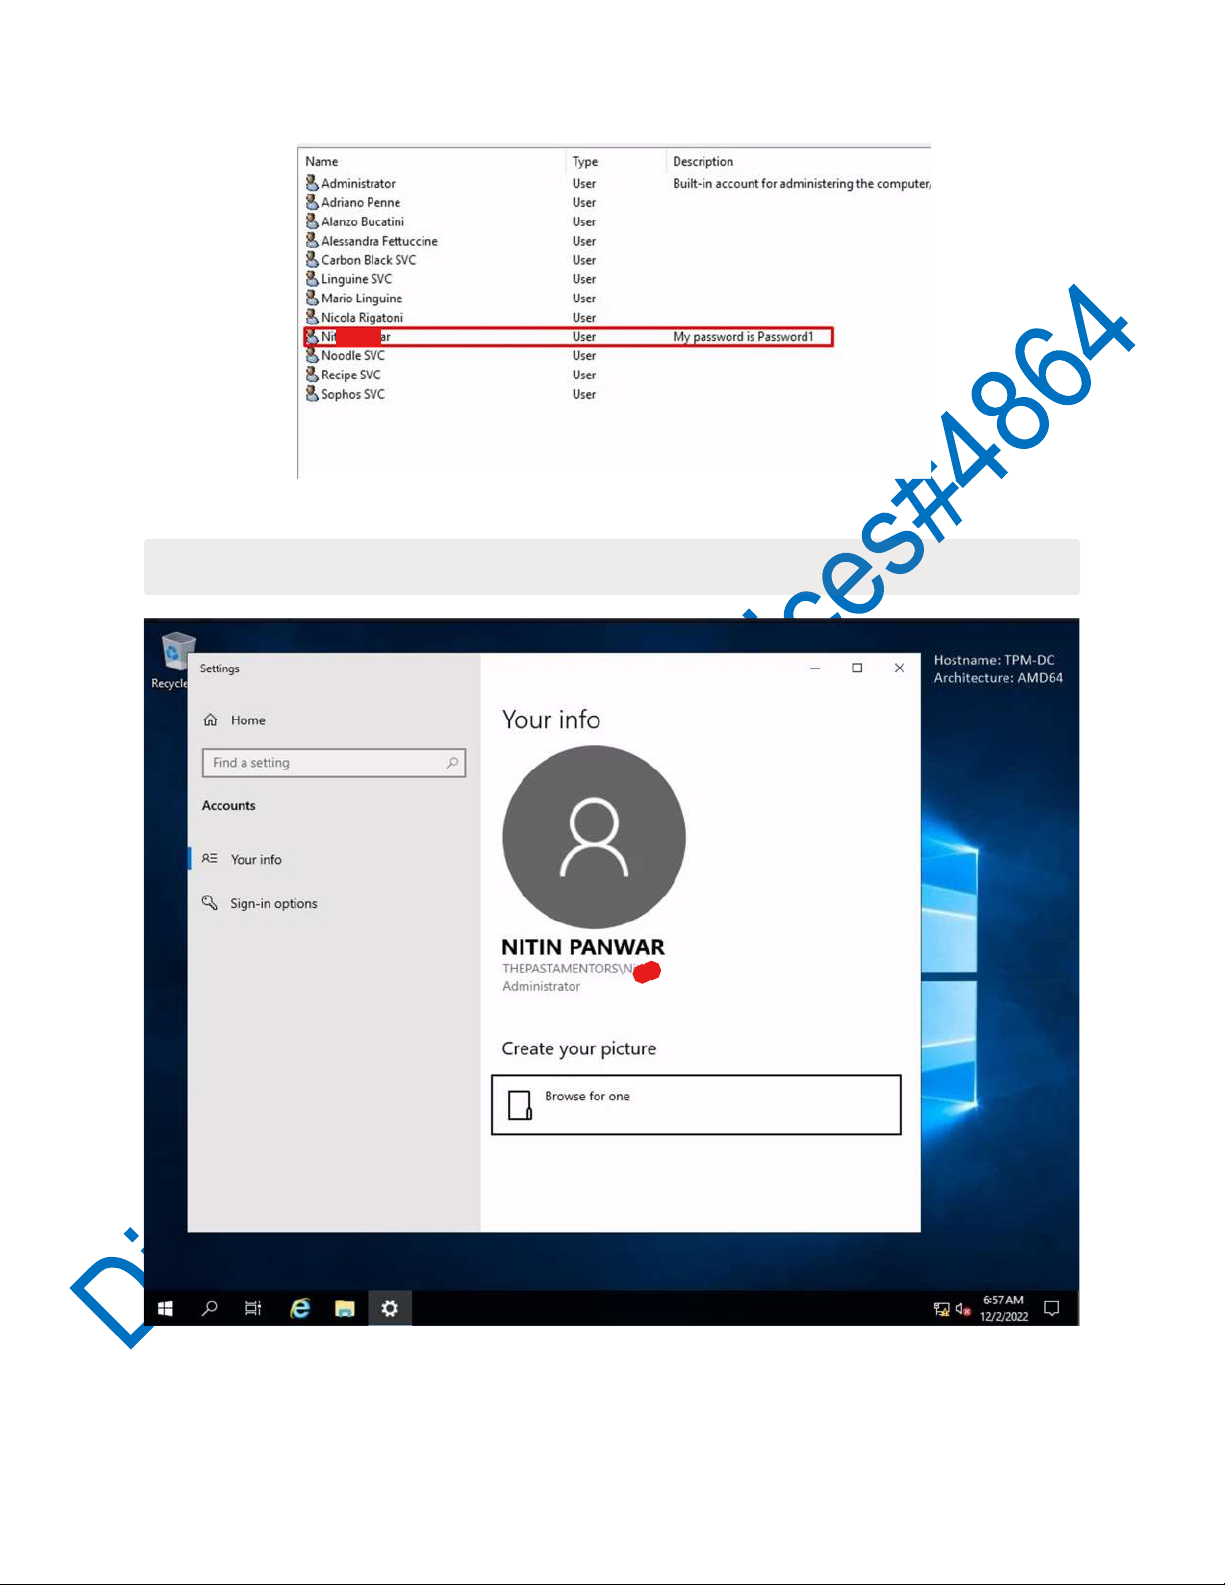 Name Type Description
Administrator User Built-in account for administering the computer/
Adriano Penne User
Alanzo Bucatini User
Alessandra Fettuccine User
Carbon Black SVC User
Linguine SVC User
Mario Linguine User
Nicola Rigatoni User
Nit ar User My password is Password1
Noodle SVC User
Recipe SVC User
Sophos SVC User
ices#4864
Recycle
Settings
Hostname: TPM-DC
Architecture: AMD64
Home
Find a setting
Accounts
Your info
Sign-in options
Your info
NITIN PANWAR
THEPASTAMENTORS\Ni
Administrator
Create your picture
Browse for one
Di
6:57 AM
12/2/2022